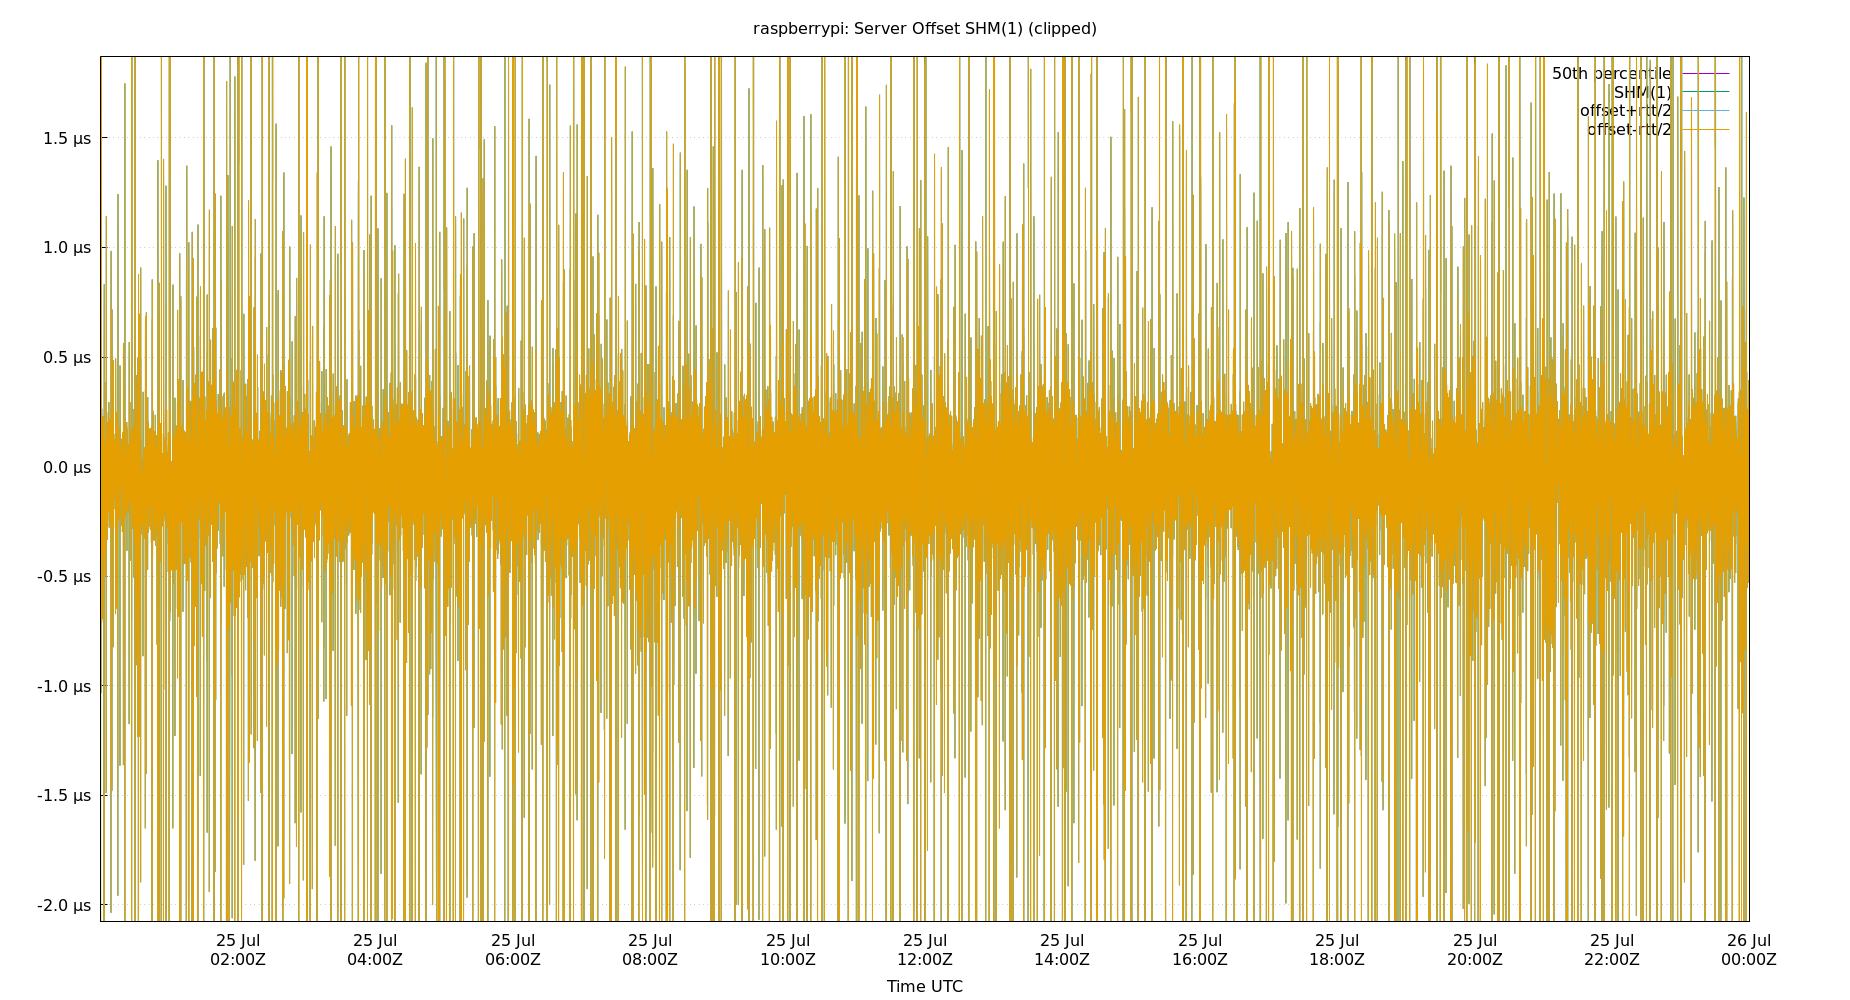 raspberrypi: Server Offset SHM(1) (clipped)
50th percentile
SHM(1)
offset+rtt/2
offset-rtt/2
1.5 µs
1.0 µs
0.5 µs
0.0 µs
-0.5 µs
-1.0 µs
-1.5 µs
-2.0 µs
25 Jul 25 Jul 25 Jul 25 Jul 25 Jul 25 Jul 25 Jul 25 Jul 25 Jul 25 Jul 25 Jul 26 Jul
02:00Z 04:00Z 06:00Z 08:00Z 10:00Z 12:00Z 14:00Z 16:00Z 18:00Z 20:00Z 22:00Z 00:00Z
Time UTC